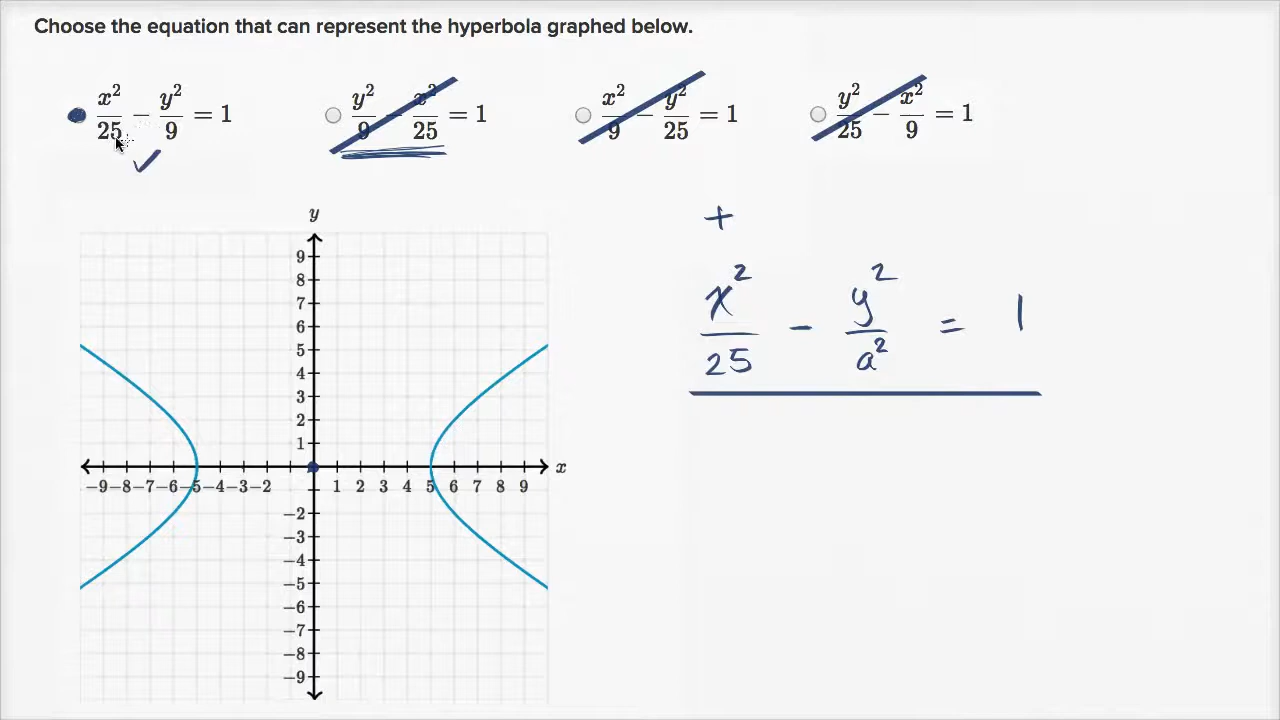 Choose the equation that can represent the hyperbola graphed below.
x²/25 − y²/9 = 1
y²/9 − x²/25 = 1
x²/9 − y²/25 = 1
y²/25 − x²/9 = 1
+
x²/25 − y²/a² = 1
y
9
8
7
6
5
4
3
2
1
x
−9 −8 −7 −6 −5 −4 −3 −2 1 2 3 4 5 6 7 8 9
−2
−3
−4
−5
−6
−7
−8
−9